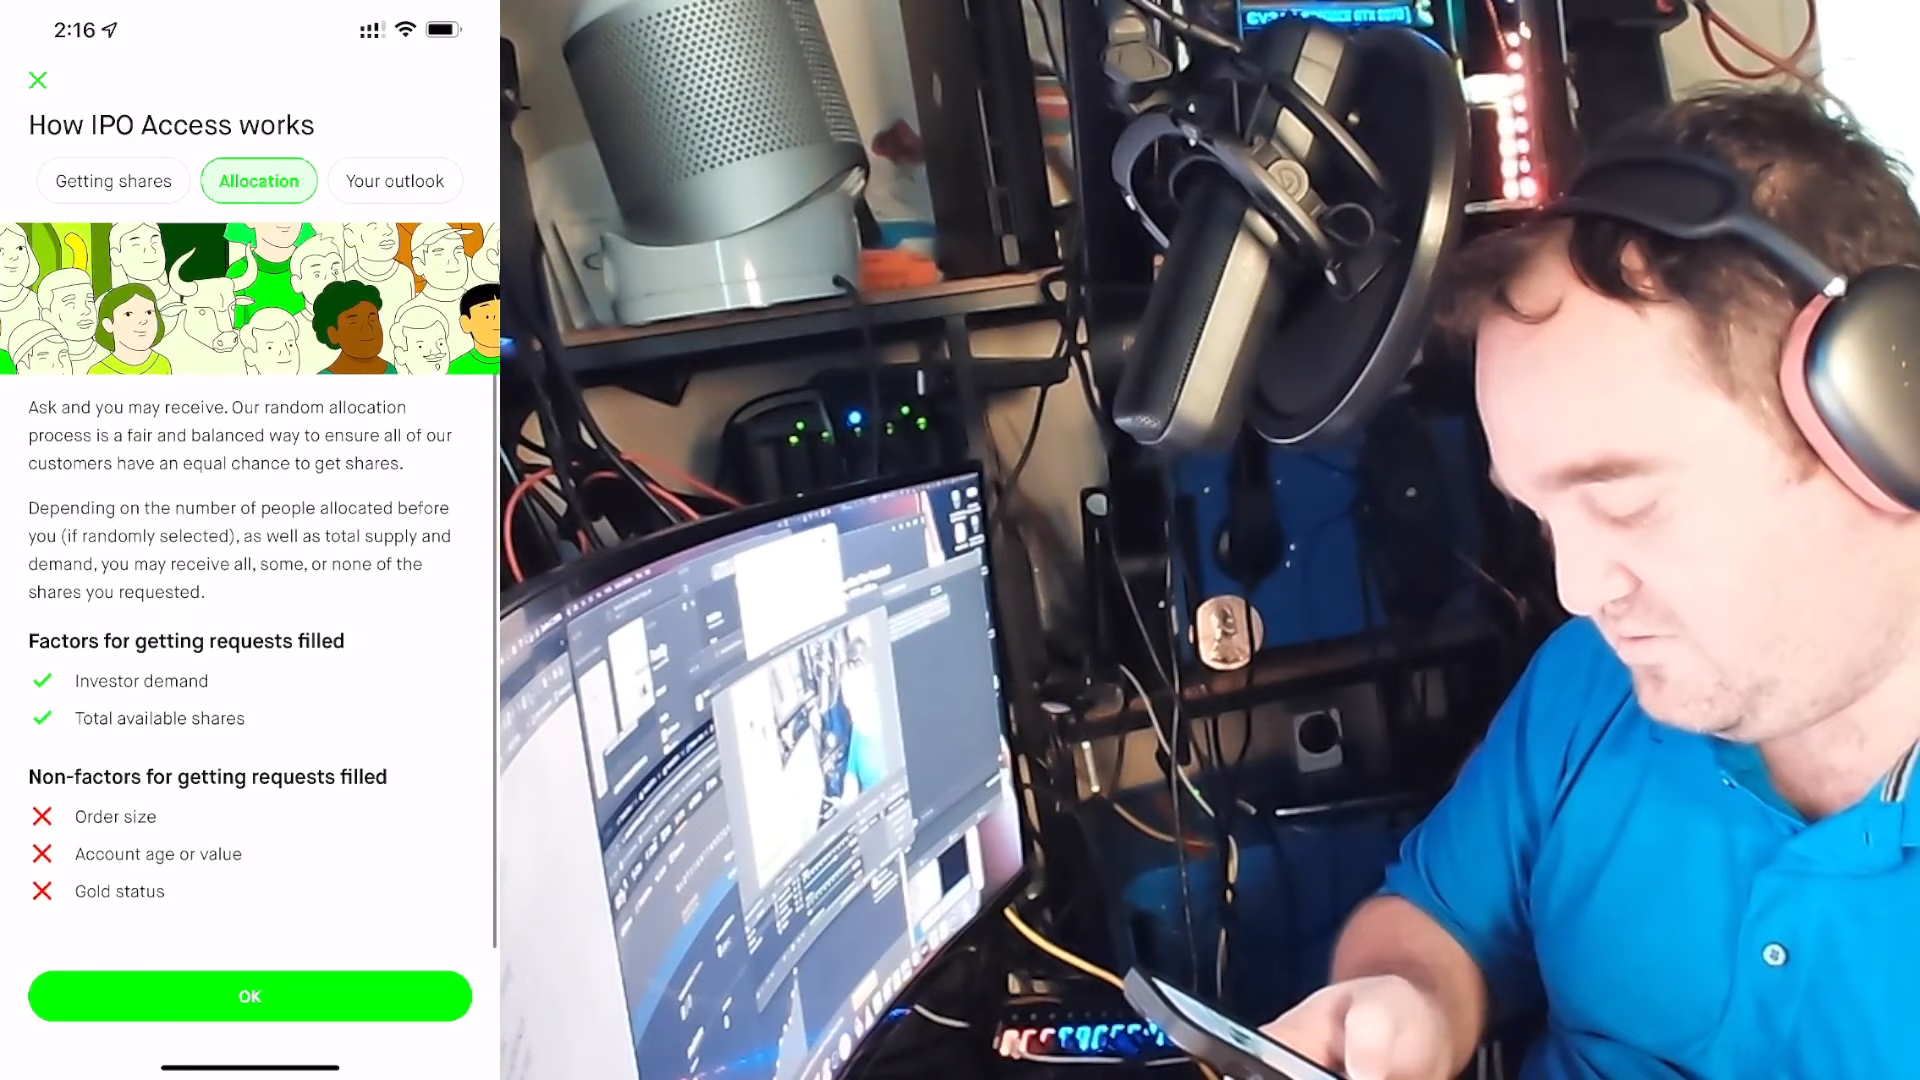 2:16
How IPO Access works
Getting shares
Allocation
Your outlook
Ask and you may receive. Our random allocation
process is a fair and balanced way to ensure all of our
customers have an equal chance to get shares.
Depending on the number of people allocated before
you (if randomly selected), as well as total supply and
demand, you may receive all, some, or none of the
shares you requested.
Factors for getting requests filled
Investor demand
Total available shares
Non-factors for getting requests filled
Order size
Account age or value
Gold status
OK